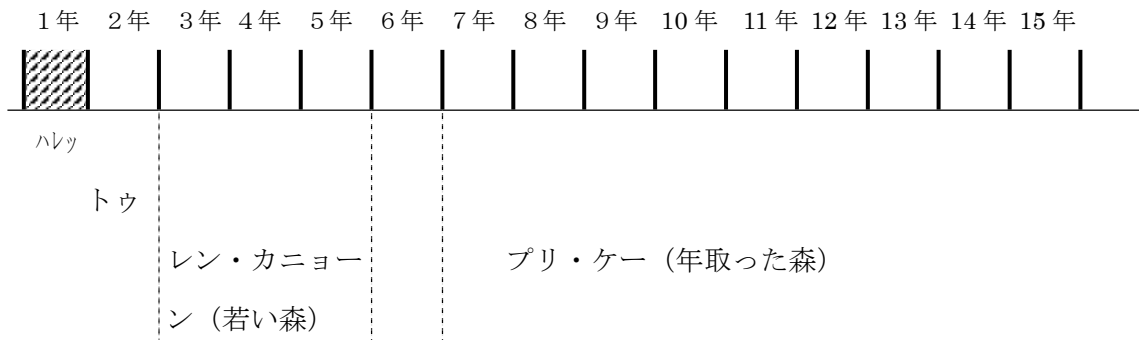 1年 2年 3年 4年 5年 6年 7年 8年 9年 10年 11年 12年 13年 14年 15年
ハレッ
トゥ
レン・カニョー プリ・ケー（年取った森）
ン（若い森）